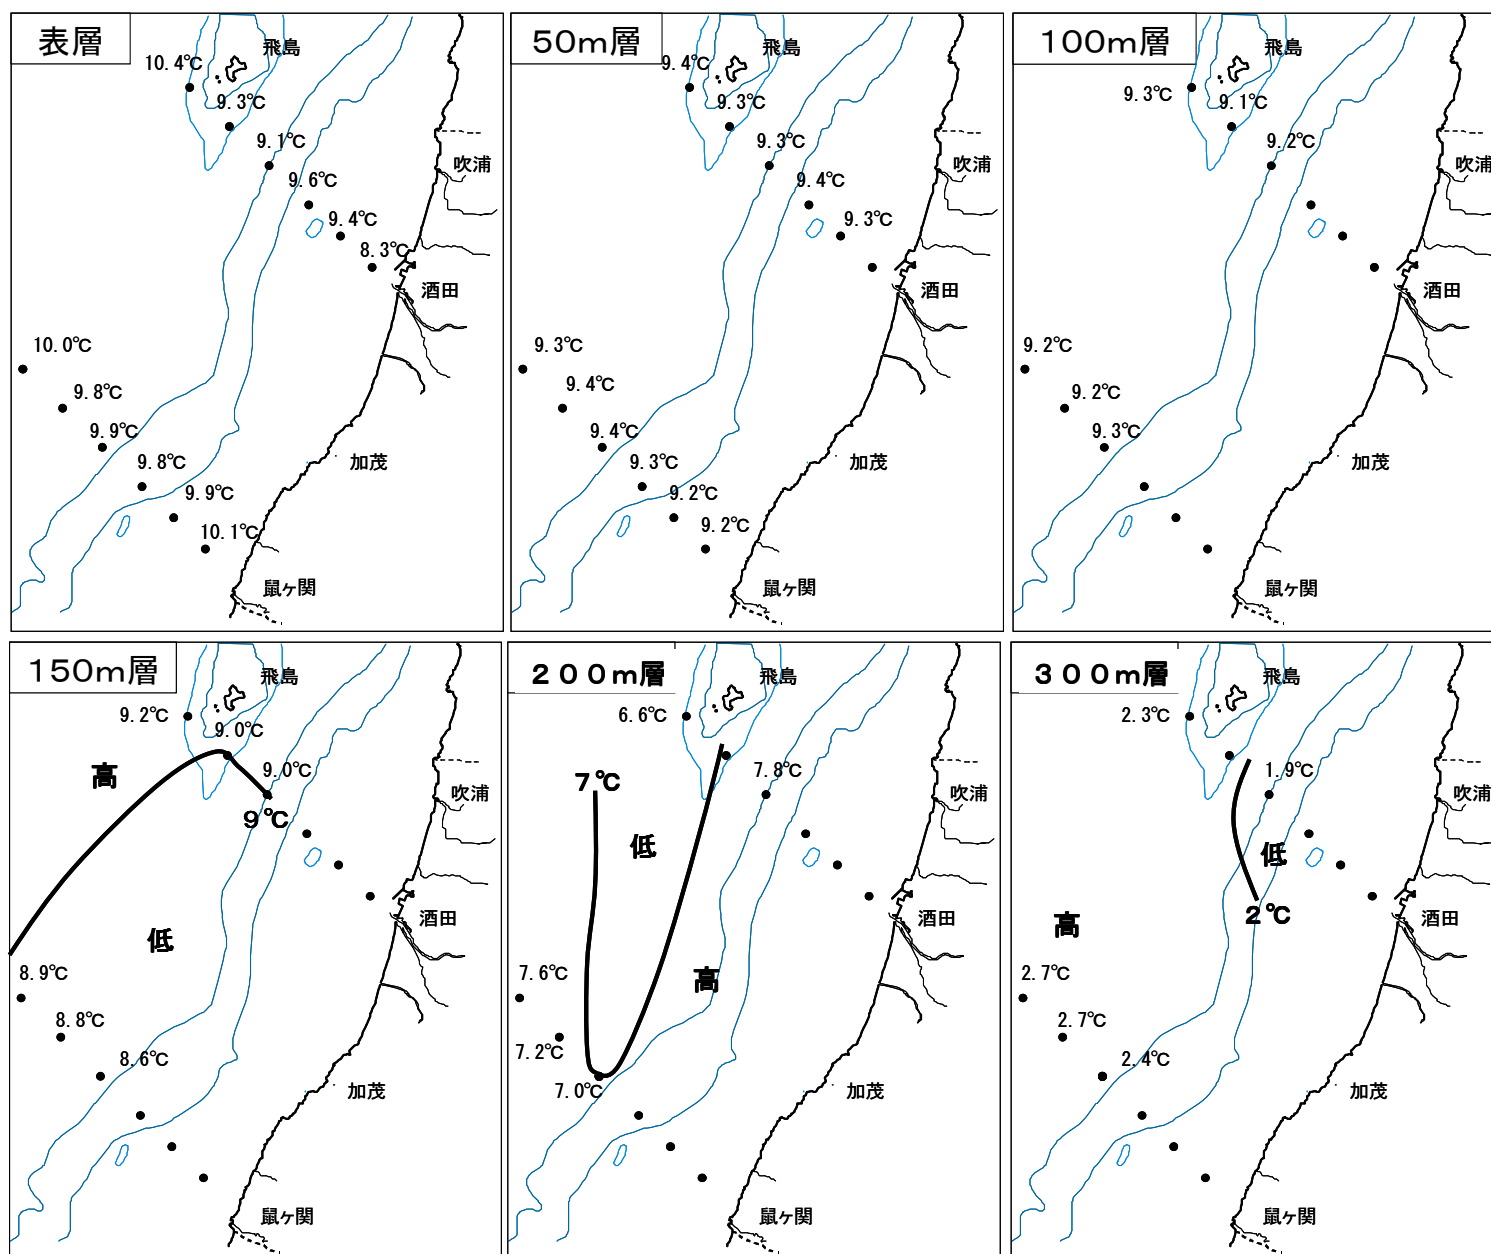 表層
飛島
10.4℃
9.3℃
9.1℃
吹浦
9.6℃
9.4℃
8.3℃
酒田
10.0℃
9.8℃
9.9℃
9.8℃
加茂
9.9℃
10.1℃
鼠ヶ関
50m層
飛島
9.4℃
9.3℃
9.3℃
吹浦
9.4℃
9.3℃
酒田
9.3℃
9.4℃
9.4℃
9.3℃
加茂
9.2℃
9.2℃
鼠ヶ関
100m層
飛島
9.3℃
9.1℃
9.2℃
吹浦
酒田
9.2℃
9.2℃
9.3℃
加茂
鼠ヶ関
150m層
飛島
9.2℃
9.0℃
高
9.0℃
吹浦
9℃
酒田
低
8.9℃
8.8℃
8.6℃
加茂
鼠ヶ関
200m層
飛島
6.6℃
7℃
7.8℃
吹浦
低
酒田
高
7.6℃
7.2℃
7.0℃
加茂
鼠ヶ関
300m層
飛島
2.3℃
1.9℃
吹浦
低
2℃
酒田
高
2.7℃
2.7℃
2.4℃
加茂
鼠ヶ関